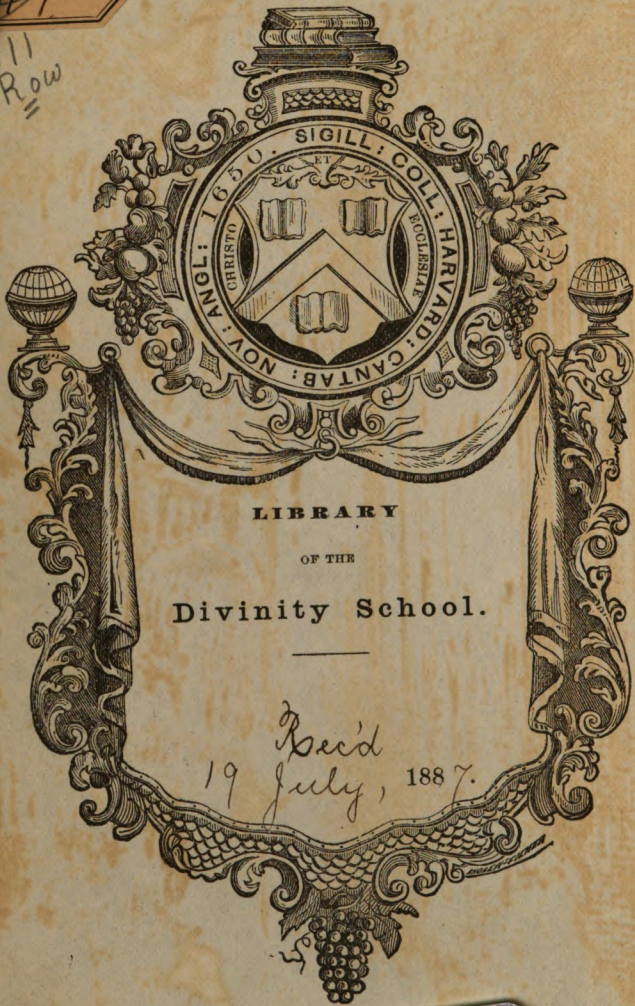 11
Row
SIGILL: COLL: HARVARD: CANTAB: NOV: ANGL: 1650.
ET
CHRISTO
ECCLESIAE
LIBRARY
OF THE
Divinity School.
Rec'd
19 July, 1887.